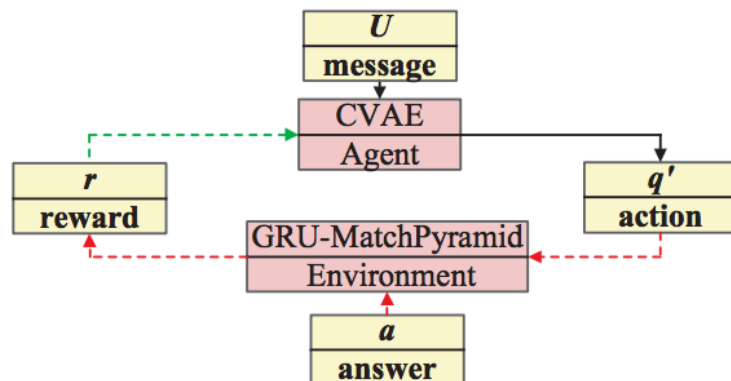 U
message
CVAE
Agent
r
reward
q'
action
GRU-MatchPyramid
Environment
a
answer